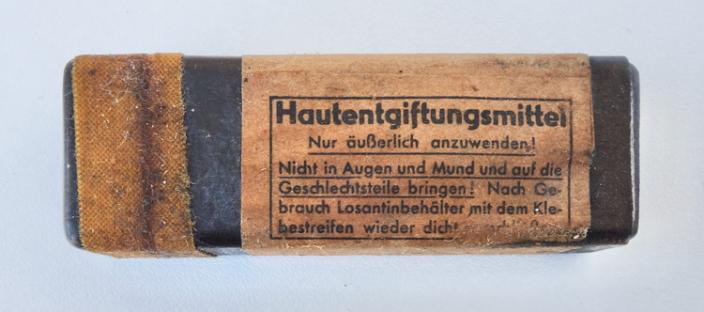 Hautentgiftungsmittel
Nur äußerlich anzuwenden!
Nicht in Augen und Mund und auf die
Geschlechtsteile bringen! Nach Ge-
brauch Losantinbehälter mit dem Kle-
bestreifen wieder dicht